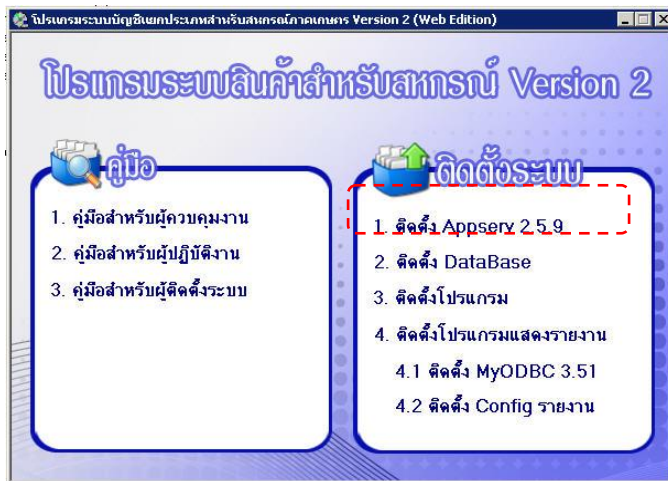 โปรแกรมระบบบัญชีแยกประเภทสำหรับสหกรณ์ภาคเกษตร Version 2 (Web Edition)
โปรแกรมระบบสินค้าสำหรับสหกรณ์ Version 2
คู่มือ
1. คู่มือสำหรับผู้ควบคุมงาน
2. คู่มือสำหรับผู้ปฏิบัติงาน
3. คู่มือสำหรับผู้ติดตั้งระบบ
ติดตั้งระบบ
1. ติดตั้ง Appserv 2.5.9
2. ติดตั้ง DataBase
3. ติดตั้งโปรแกรม
4. ติดตั้งโปรแกรมแสดงรายงาน
4.1 ติดตั้ง MyODBC 3.51
4.2 ติดตั้ง Config รายงาน